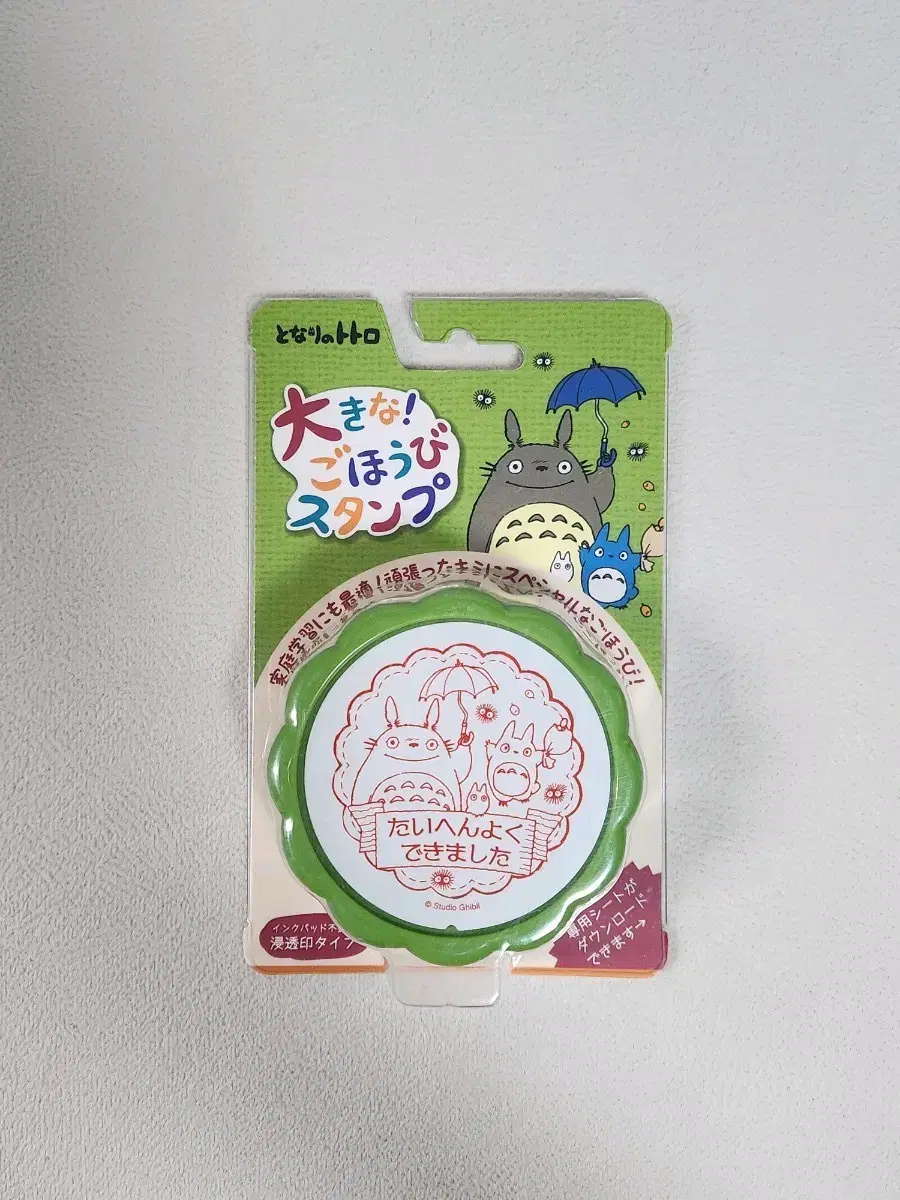 となりのトトロ
大きな!
ごほうび
スタンプ
家庭学習にも最適!頑張ったキミにスペシャルなごほうび!
たいへんよく
できました
© Studio Ghibli
インクパッド不
浸透印タイプ
専用シートが
ダウンロード
できます→